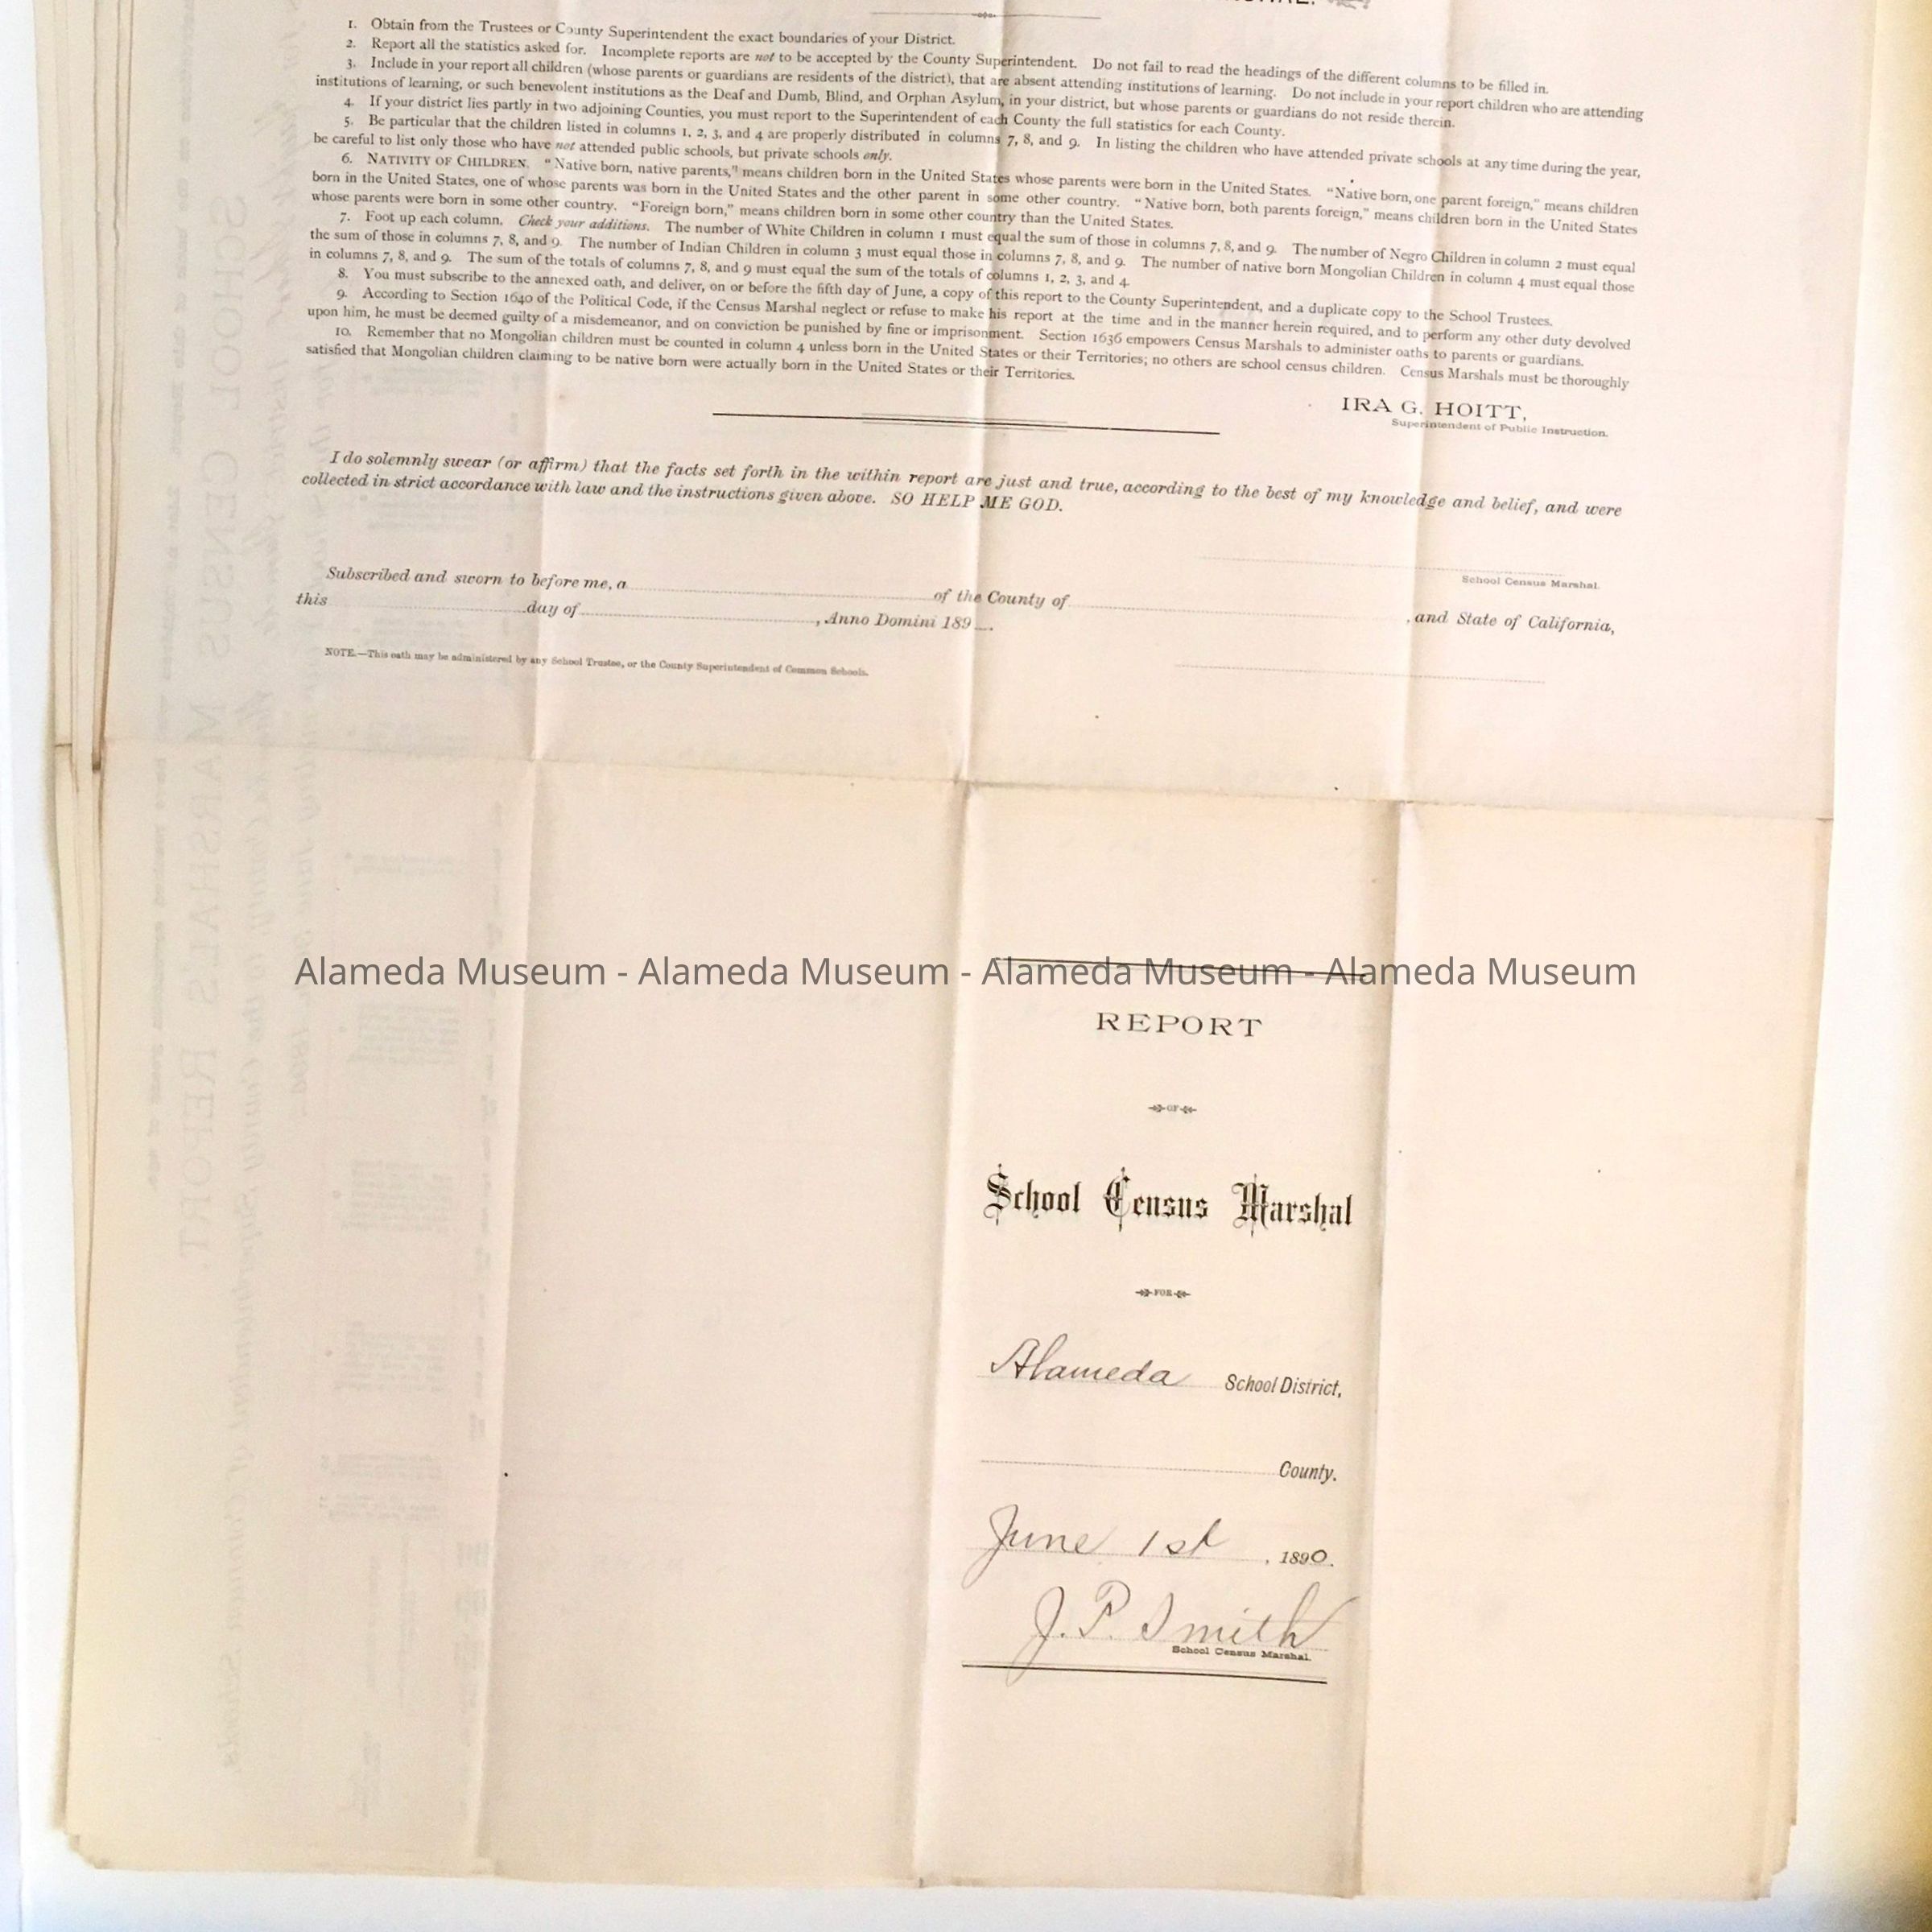 1. Obtain from the Trustees or County Superintendent the exact boundaries of your District.
2. Report all the statistics asked for. Incomplete reports are not to be accepted by the County Superintendent. Do not fail to read the headings of the different columns to be filled in.
3. Include in your report all children (whose parents or guardians are residents of the district), that are absent attending institutions of learning. Do not include in your report children who are attending
institutions of learning, or such benevolent institutions as the Deaf and Dumb, Blind, and Orphan Asylum, in your district, but whose parents or guardians do not reside therein.
4. If your district lies partly in two adjoining Counties, you must report to the Superintendent of each County the full statistics for each County.
5. Be particular that the children listed in columns 1, 2, 3, and 4 are properly distributed in columns 7, 8, and 9. In listing the children who have attended private schools at any time during the year,
be careful to list only those who have not attended public schools, but private schools only.
6. NATIVITY OF CHILDREN. "Native born, native parents," means children born in the United States whose parents were born in the United States. "Native born, one parent foreign," means children
born in the United States, one of whose parents was born in the United States and the other parent in some other country. "Native born, both parents foreign," means children born in the United States
whose parents were born in some other country. "Foreign born," means children born in some other country than the United States.
7. Foot up each column. Check your additions. The number of White Children in column 1 must equal the sum of those in columns 7, 8, and 9. The number of Negro Children in column 2 must equal
the sum of those in columns 7, 8, and 9. The number of Indian Children in column 3 must equal those in columns 7, 8, and 9. The number of native born Mongolian Children in column 4 must equal those
in columns 7, 8, and 9. The sum of the totals of columns 7, 8, and 9 must equal the sum of the totals of columns 1, 2, 3, and 4.
8. You must subscribe to the annexed oath, and deliver, on or before the fifth day of June, a copy of this report to the County Superintendent, and a duplicate copy to the School Trustees.
9. According to Section 1640 of the Political Code, if the Census Marshal neglect or refuse to make his report at the time and in the manner herein required, and to perform any other duty devolved
upon him, he must be deemed guilty of a misdemeanor, and on conviction be punished by fine or imprisonment. Section 1636 empowers Census Marshals to administer oaths to parents or guardians.
10. Remember that no Mongolian children must be counted in column 4 unless born in the United States or their Territories; no others are school census children. Census Marshals must be thoroughly
satisfied that Mongolian children claiming to be native born were actually born in the United States or their Territories.
IRA G. HOITT,
Superintendent of Public Instruction.
I do solemnly swear (or affirm) that the facts set forth in the within report are just and true, according to the best of my knowledge and belief, and were
collected in strict accordance with law and the instructions given above. SO HELP ME GOD.
School Census Marshal.
Subscribed and sworn to before me, a of the County of , and State of California,
this day of , Anno Domini 189 .
NOTE.—This oath may be administered by any School Trustee, or the County Superintendent of Common Schools.
Alameda Museum - Alameda Museum - Alameda Museum - Alameda Museum
REPORT
OF
School Census Marshal
FOR
Alameda School District,
County.
June 1st , 1890.
J. P. Smith
School Census Marshal.